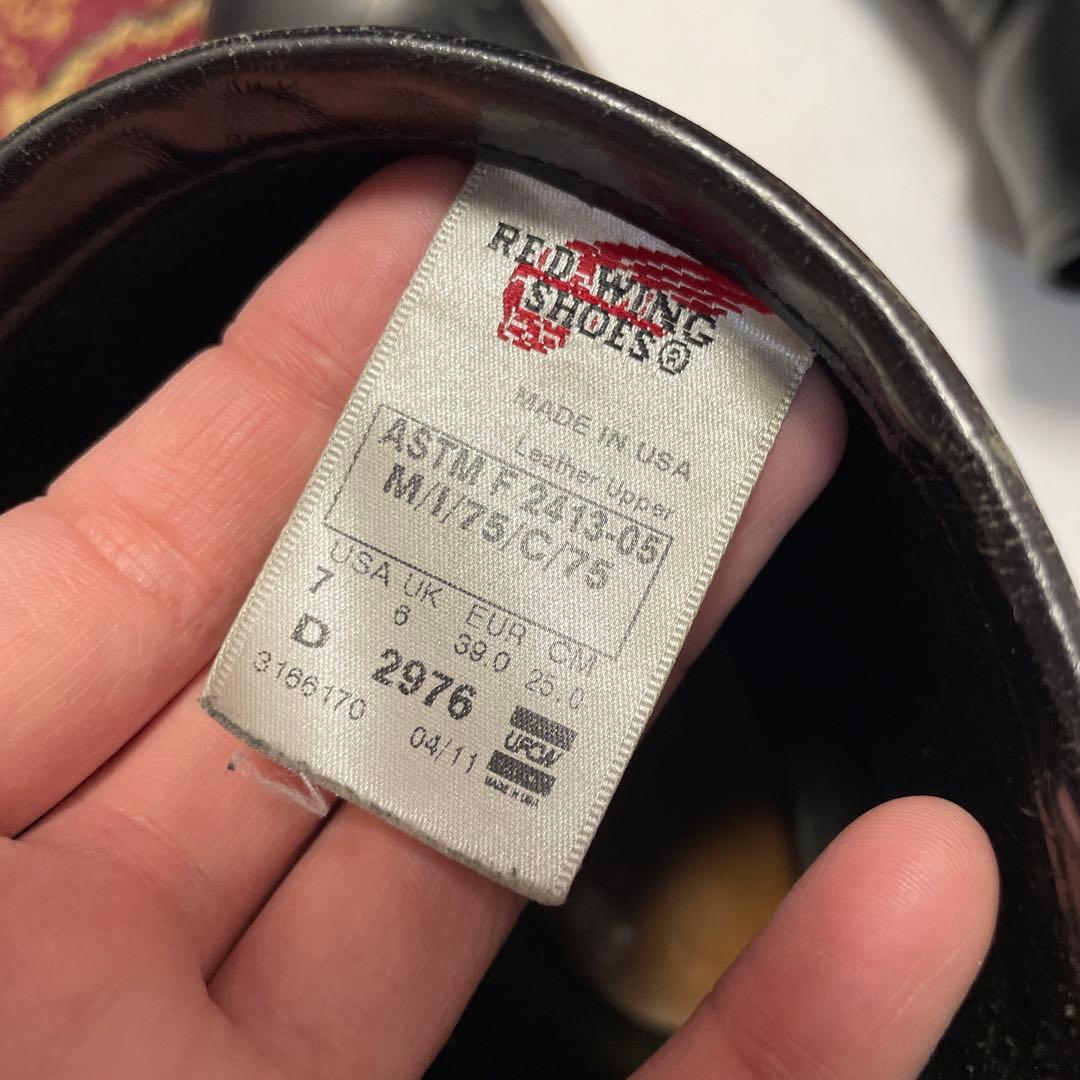 RED WING
SHOES®
MADE IN USA
Leather Upper
ASTM F 2413-05
M/I/75/C/75
USA UK EUR CM
7 6 39.0 25.0
D 2976
3166170 04/11
UFCW
MADE IN USA